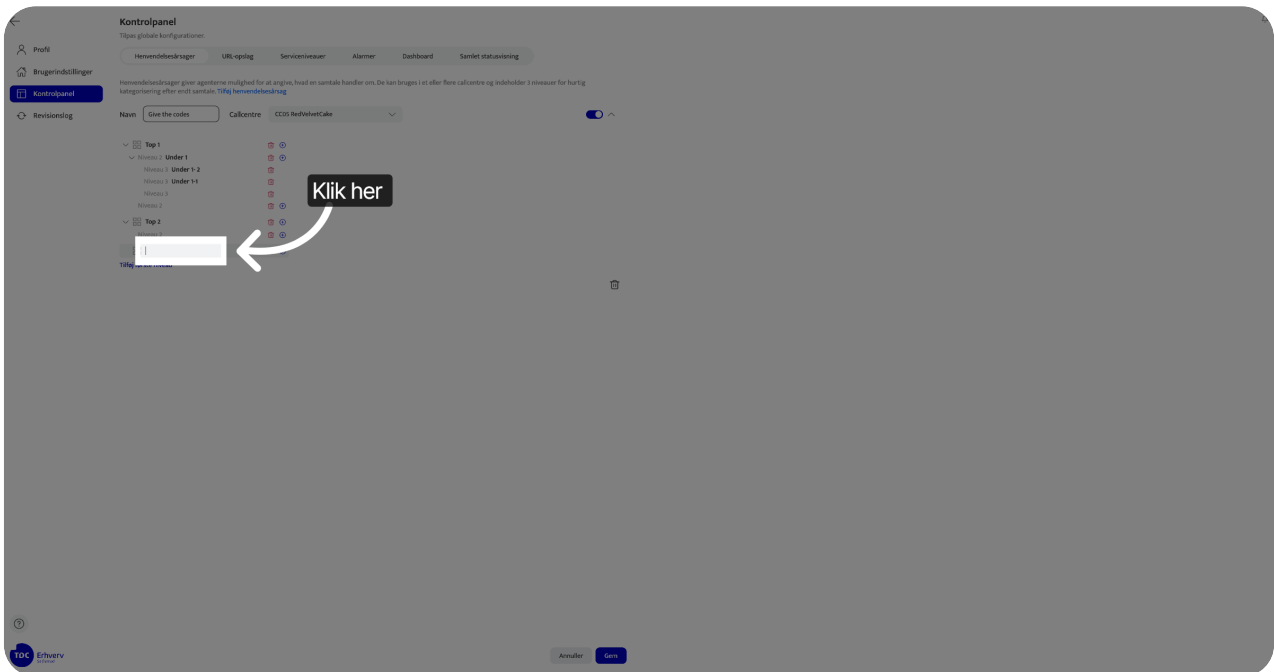 Kontrolpanel
Tilpas globale konfigurationer.
Profil
Brugerindstillinger
Kontrolpanel
Revisionslog
Henvendelsesårsager URL-opslag Serviceniveauer Alarmer Dashboard Samlet statusvisning
Henvendelsesårsager giver agenterne mulighed for at angive, hvad en samtale handler om. De kan bruges i et eller flere callcentre og indeholder 3 niveauer for hurtig
kategorisering efter endt samtale. Tilføj henvendelsesårsag
Navn Give the codes Callcentre CC05 RedVelvetCake
Top 1
Niveau 2 Under 1
Niveau 3 Under 1- 2
Niveau 3 Under 1-1
Niveau 3
Niveau 2
Klik her
Top 2
Niveau 2
TDC Erhverv
Annuller Gem